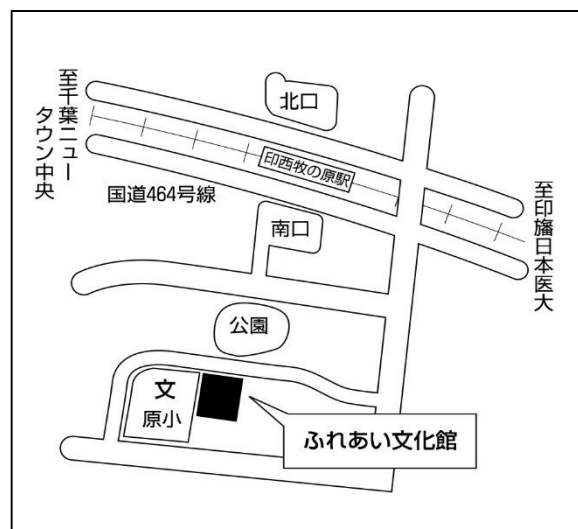 至千葉ニュー
タウン中央
北口
印西牧の原駅
国道464号線
南口
至印旛日本医大
公園
文
原小
ふれあい文化館